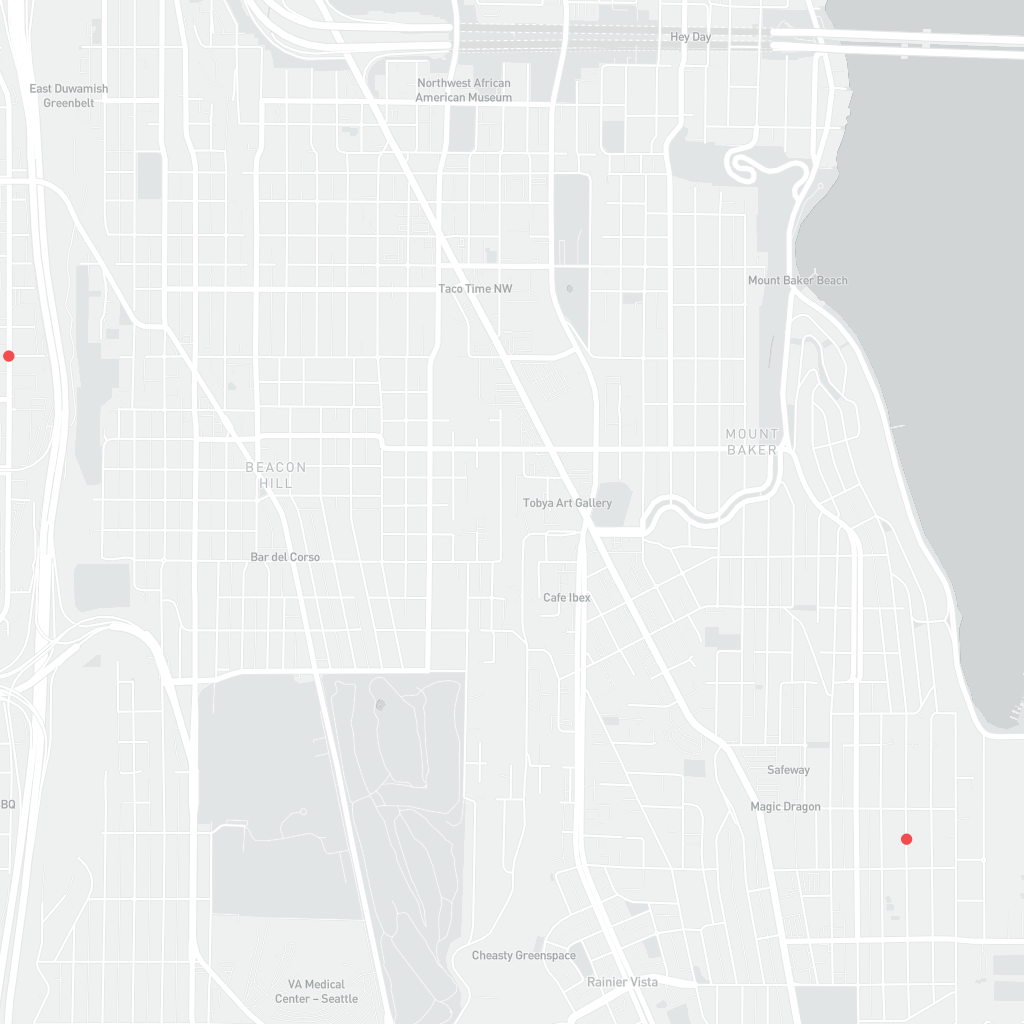 Hey Day
Northwest African
American Museum
East Duwamish
Greenbelt
Mount Baker Beach
Taco Time NW
MOUNT
BAKER
BEACON
HILL
Tobya Art Gallery
Bar del Corso
Cafe Ibex
Safeway
BQ
Magic Dragon
Cheasty Greenspace
Rainier Vista
VA Medical
Center – Seattle